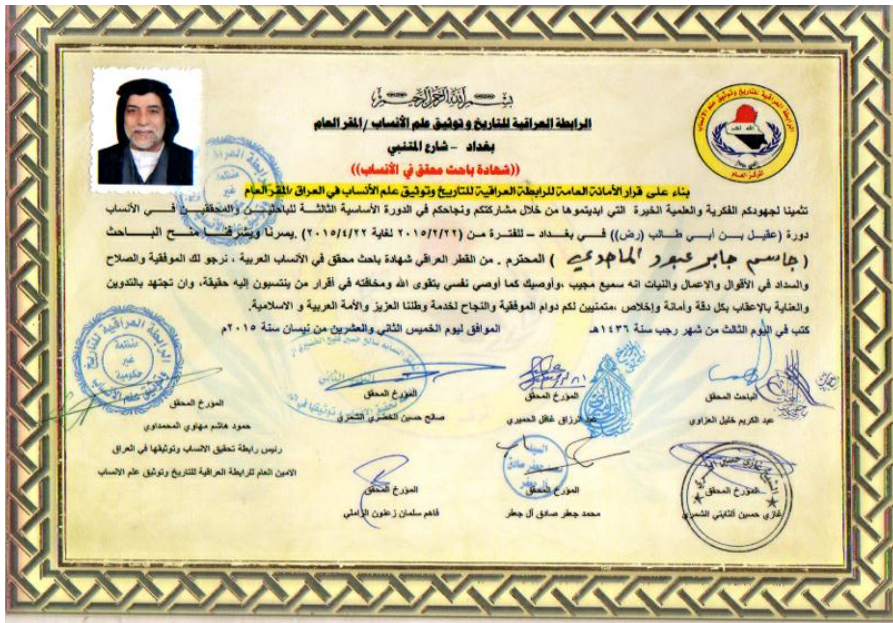 بسم الله الرحمن الرحيم
الرابطة العراقية للتاريخ وتوثيق علم الأنساب / المقر العام
بغداد – شارع المتنبي
((شهادة باحث محقق في الأنساب))
بناء على قرار الأمانة العامة للرابطة العراقية للتاريخ وتوثيق علم الأنساب في العراق /المقر العام
تثمينا لجهودكم الفكرية والعلمية الخيرة التي ابديتموها من خلال مشاركتكم ونجاحكم في الدورة الأساسية الثالثة للباحثين والمحققين في الأنساب
دورة (عقيل بن أبي طالب (رض)) في بغداد – للفترة من (٢٠١٥/٢/٢٢ لغاية ٢٠١٥/٤/٢٢) .يسرنا ويشرفنا منح الباحث
(جاسم جابر عبود الماجدي) المحترم . من القطر العراقي شهادة باحث محقق في الأنساب العربية ، نرجو لك الموفقية والصلاح
والسداد في الأقوال والإعمال والنيات انه سميع مجيب ،وأوصيك كما أوصي نفسي بتقوى الله ومخافته في أقرار من ينتسبون إليه حقيقة، وان تجتهد بالتدوين
والعناية بالإعقاب بكل دقة وأمانة وإخلاص ،متمنيين لكم دوام الموفقية والنجاح لخدمة وطننا العزيز والأمة العربية و الاسلامية.
كتب في اليوم الثالث من شهر رجب سنة ١٤٣٦هـ الموافق ليوم الخميس الثاني والعشرين من نيسان سنة ٢٠١٥م
الباحث المحقق
عبد الكريم خليل العزاوي
المؤرخ المحقق
عبد الرزاق غافل الحميري
المؤرخ المحقق
صالح حسين الخضري الشمري
المؤرخ المحقق
حمود هاشم مهاوي المحمداوي
رئيس رابطة تحقيق الانساب وتوثيقها في العراق
الامين العام للرابطة العراقية للتاريخ وتوثيق علم الانساب
المؤرخ المحقق
غازي حسين الثابتي الشمري
المؤرخ المحقق
محمد جعفر صادق آل جعفر
المؤرخ المحقق
فاهم سلمان زعنون الزاملي